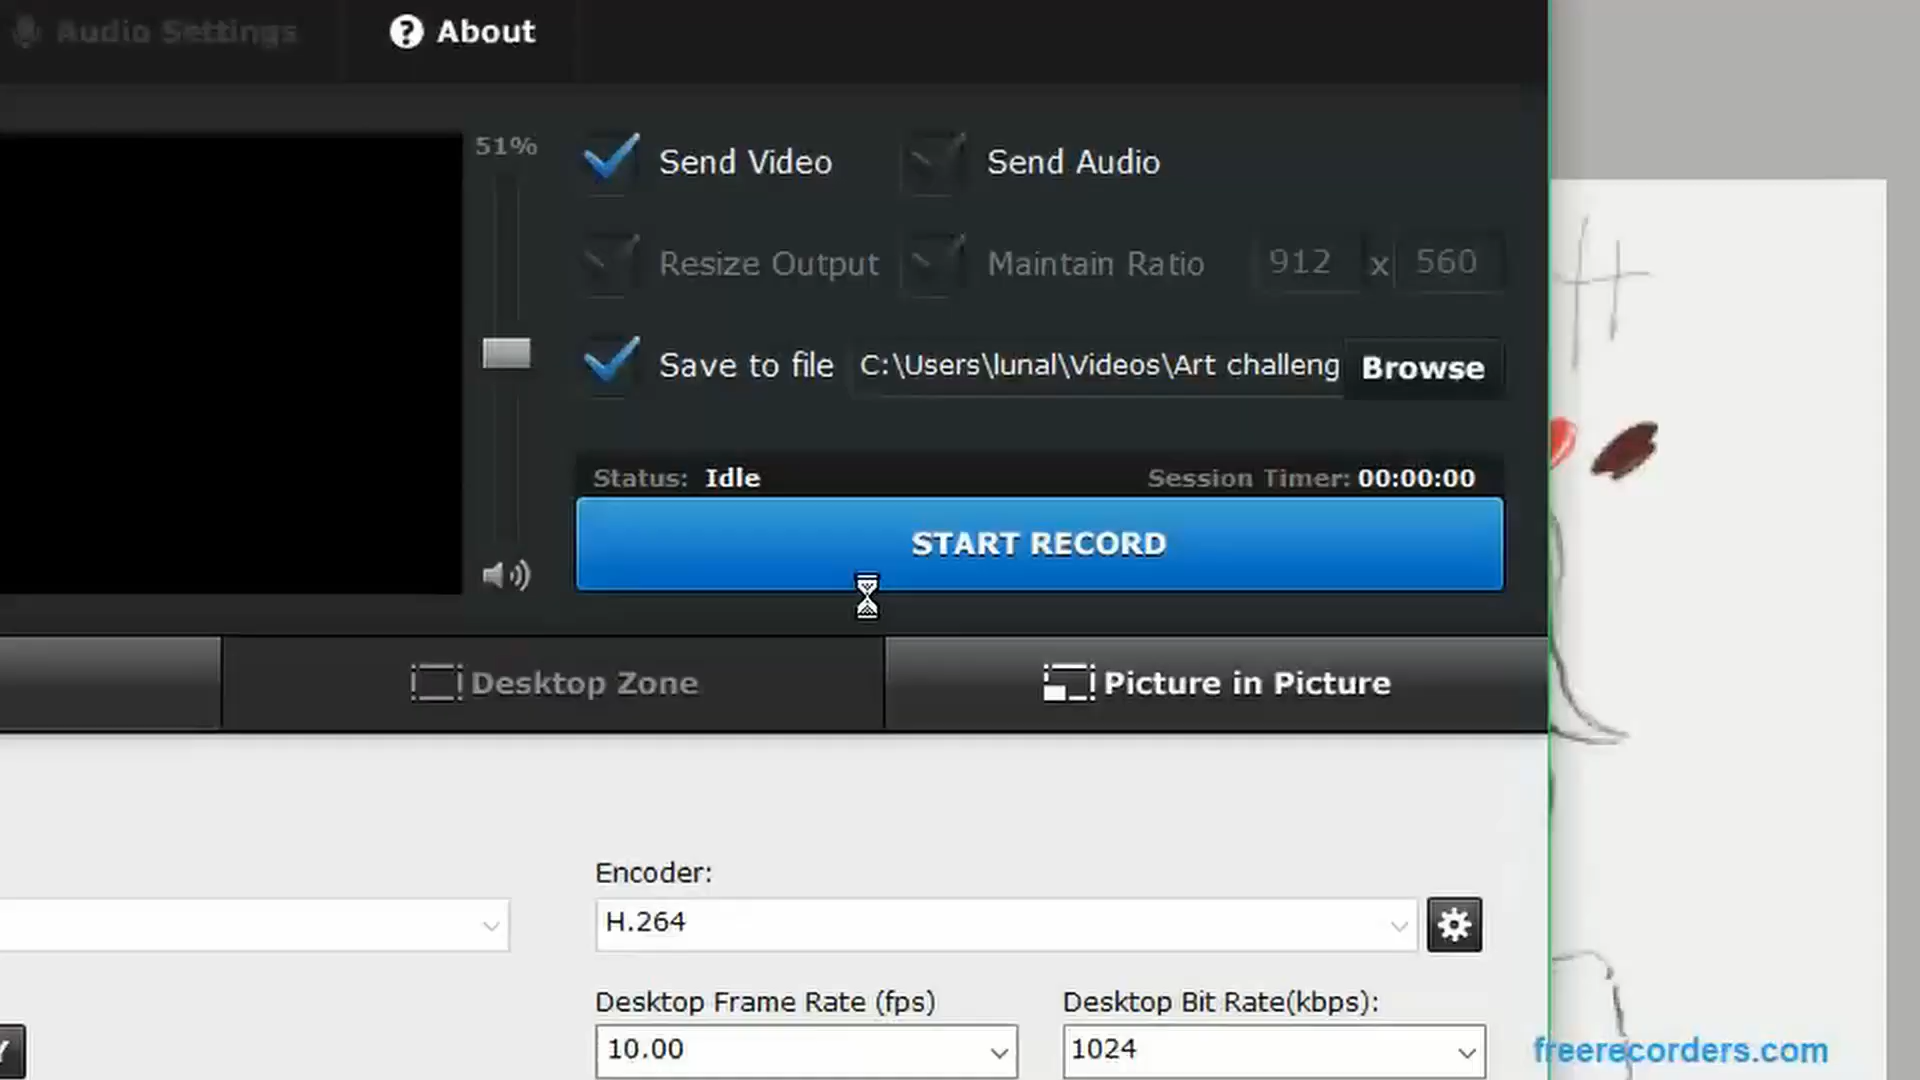 Audio Settings
About
51%
Send Video
Send Audio
Resize Output
Maintain Ratio
912 x 560
Save to file
C:\Users\lunal\Videos\Art challeng
Browse
Status: Idle
Session Timer: 00:00:00
START RECORD
Desktop Zone
Picture in Picture
Encoder:
H.264
Desktop Frame Rate (fps)
Desktop Bit Rate(kbps):
10.00
1024
freerecorders.com